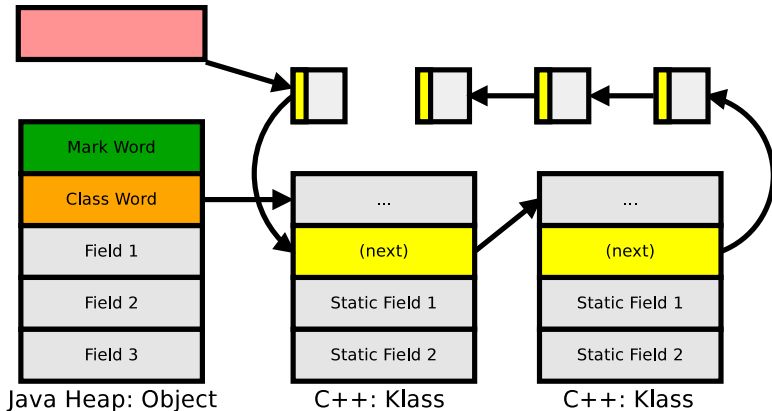 Mark Word
Class Word
Field 1
Field 2
Field 3
Java Heap: Object
...
(next)
Static Field 1
Static Field 2
C++: Klass
...
(next)
Static Field 1
Static Field 2
C++: Klass